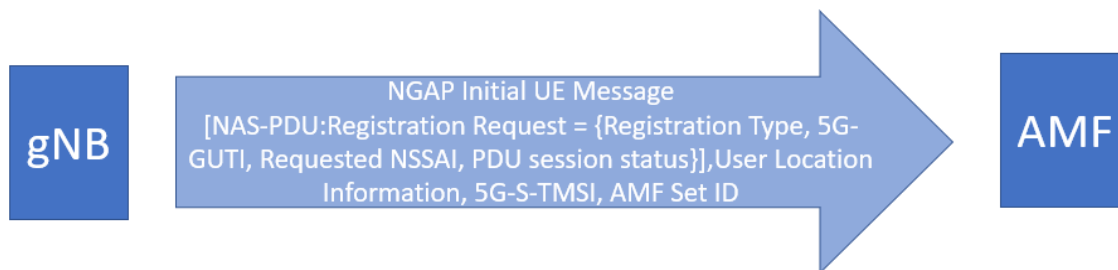 gNB
NGAP Initial UE Message
[NAS-PDU:Registration Request = {Registration Type, 5G-
GUTI, Requested NSSAI, PDU session status}],User Location
Information, 5G-S-TMSI, AMF Set ID
AMF